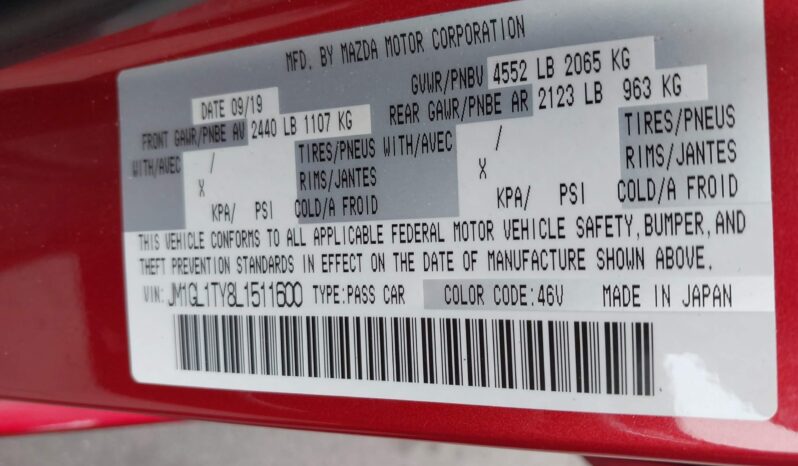 MFD. BY MAZDA MOTOR CORPORATION
DATE 09/19
GVWR/PNBV 4552 LB 2065 KG
FRONT GAWR/PNBE AV 2440 LB 1107 KG
REAR GAWR/PNBE AR 2123 LB 963 KG
WITH/AVEC / TIRES/PNEUS WITH/AVEC / TIRES/PNEUS
X RIMS/JANTES X RIMS/JANTES
KPA/ PSI COLD/A FROID KPA/ PSI COLD/A FROID
THIS VEHICLE CONFORMS TO ALL APPLICABLE FEDERAL MOTOR VEHICLE SAFETY, BUMPER, AND
THEFT PREVENTION STANDARDS IN EFFECT ON THE DATE OF MANUFACTURE SHOWN ABOVE.
VIN: JM1GL1TY8L1511600 TYPE:PASS CAR COLOR CODE:46V MADE IN JAPAN